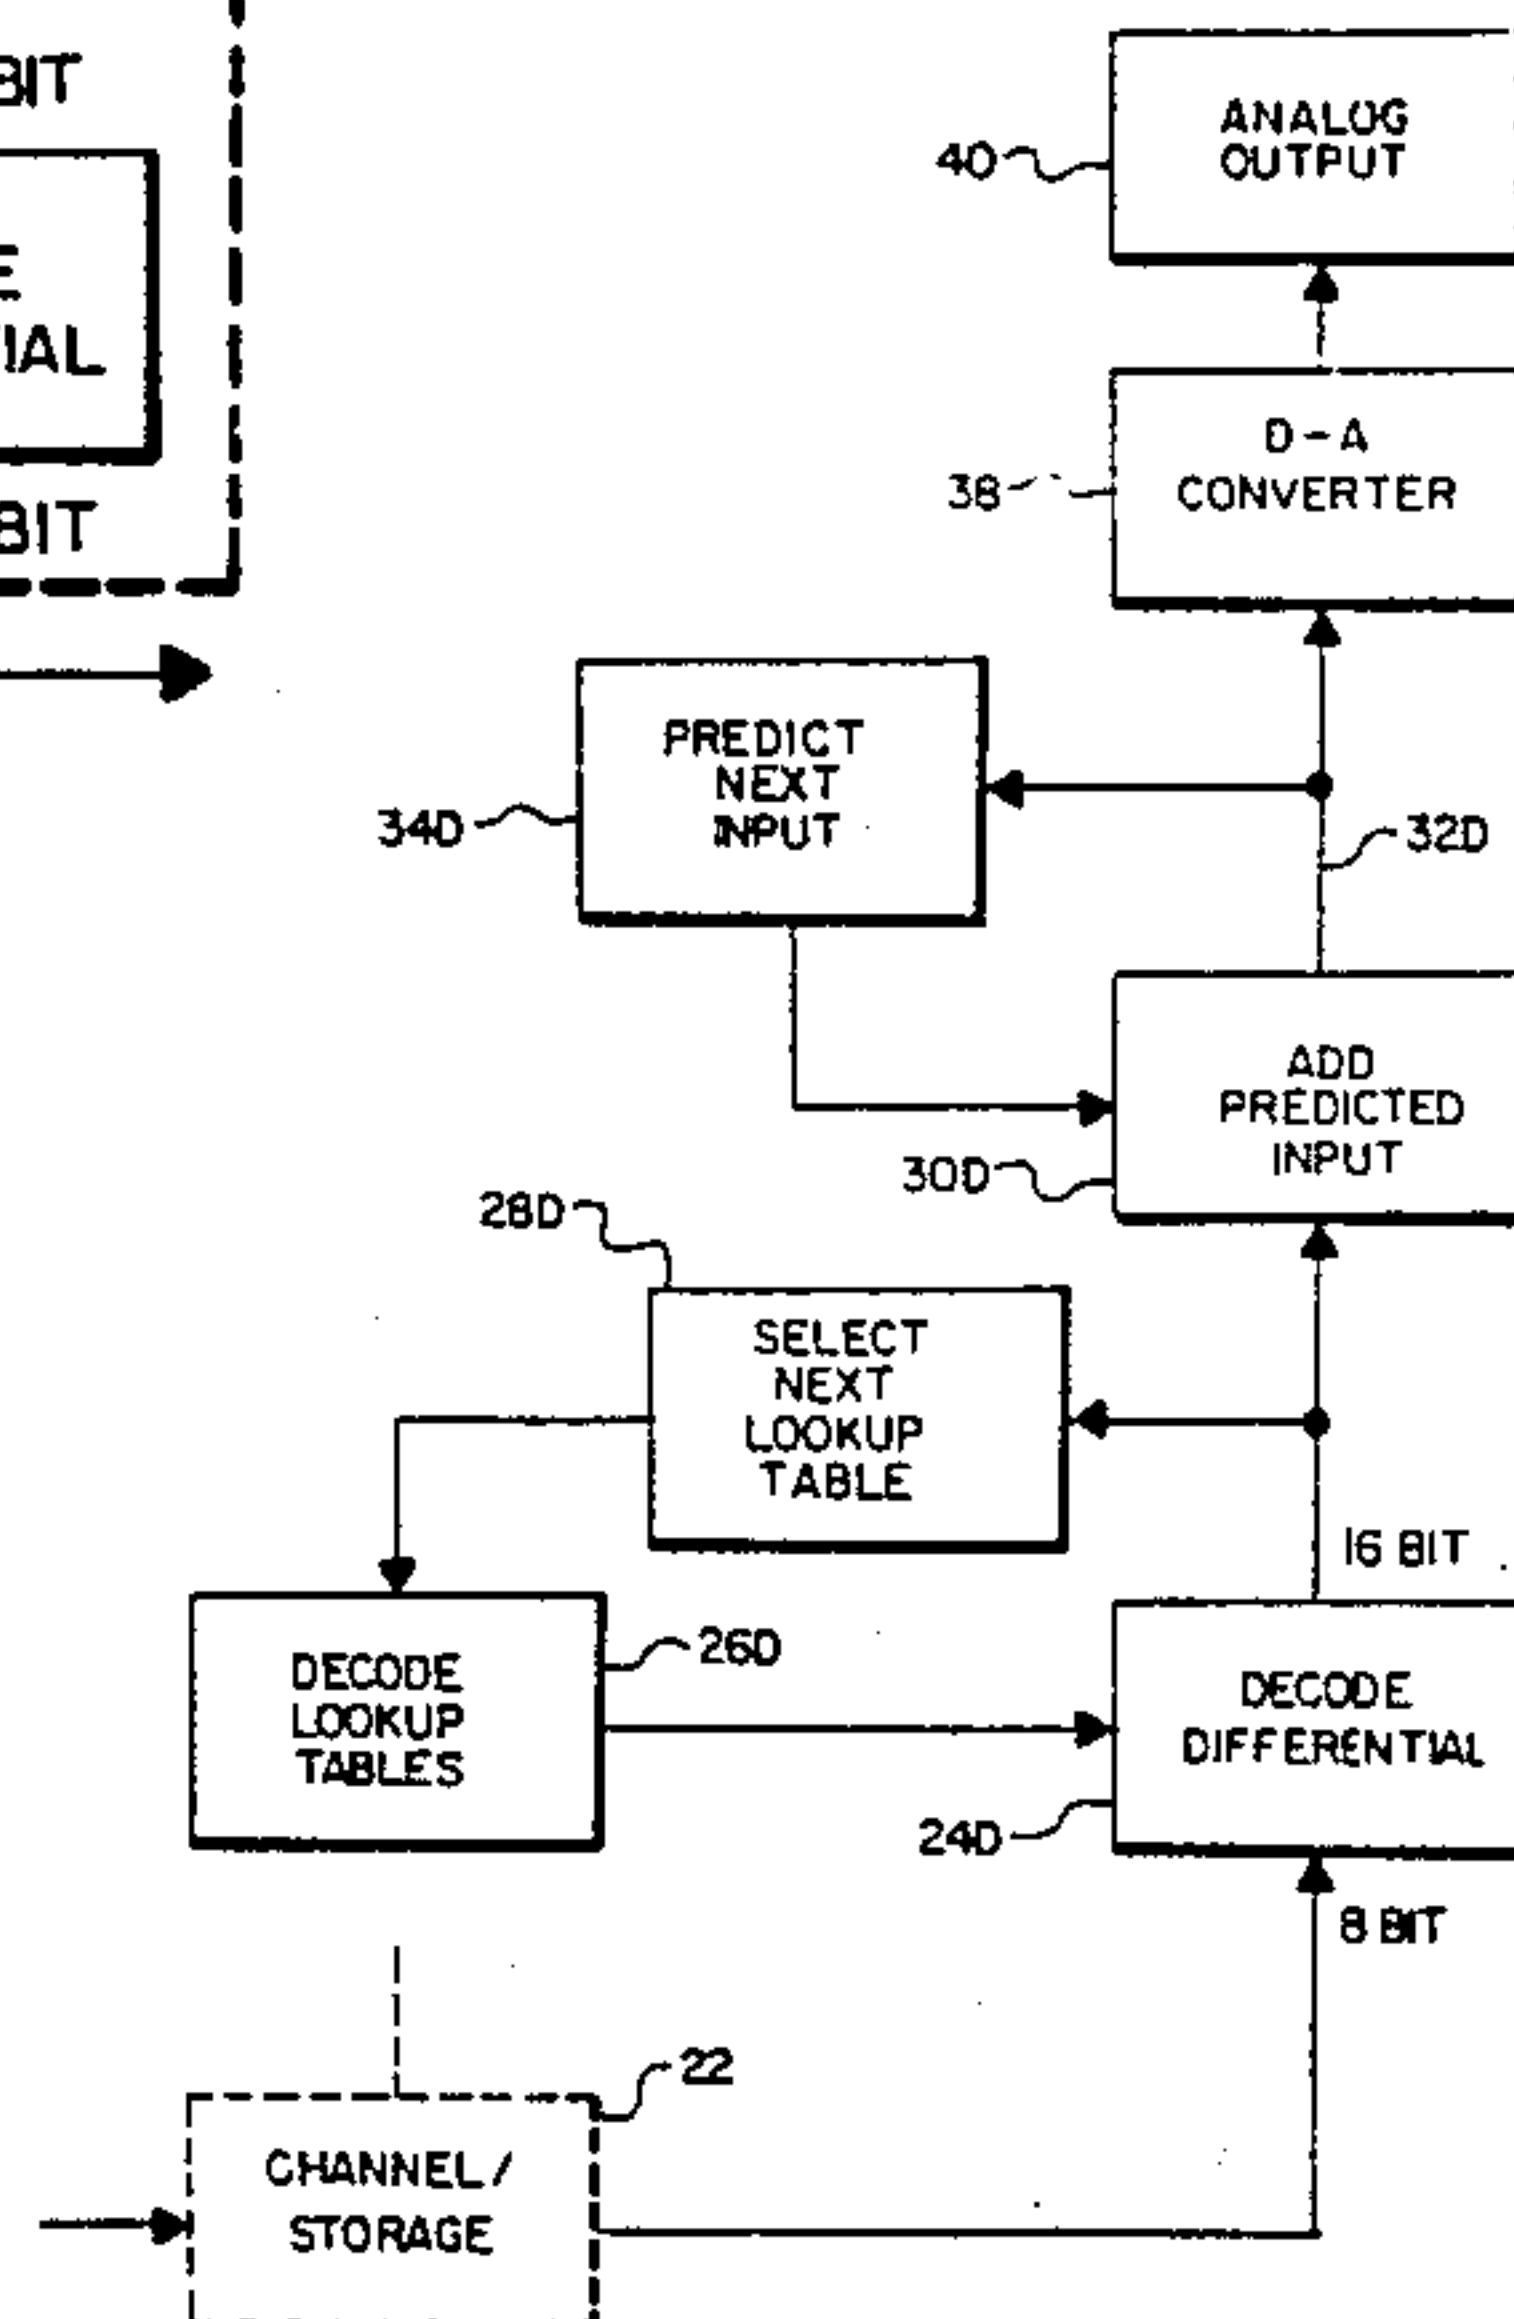 BIT
IAL
BIT
ANALOG
OUTPUT
40
D-A
CONVERTER
38
PREDICT
NEXT
INPUT
34D
32D
ADD
PREDICTED
INPUT
30D
28D
SELECT
NEXT
LOOKUP
TABLE
16 BIT
DECODE
LOOKUP
TABLES
26D
DECODE
DIFFERENTIAL
24D
8 BIT
22
CHANNEL/
STORAGE